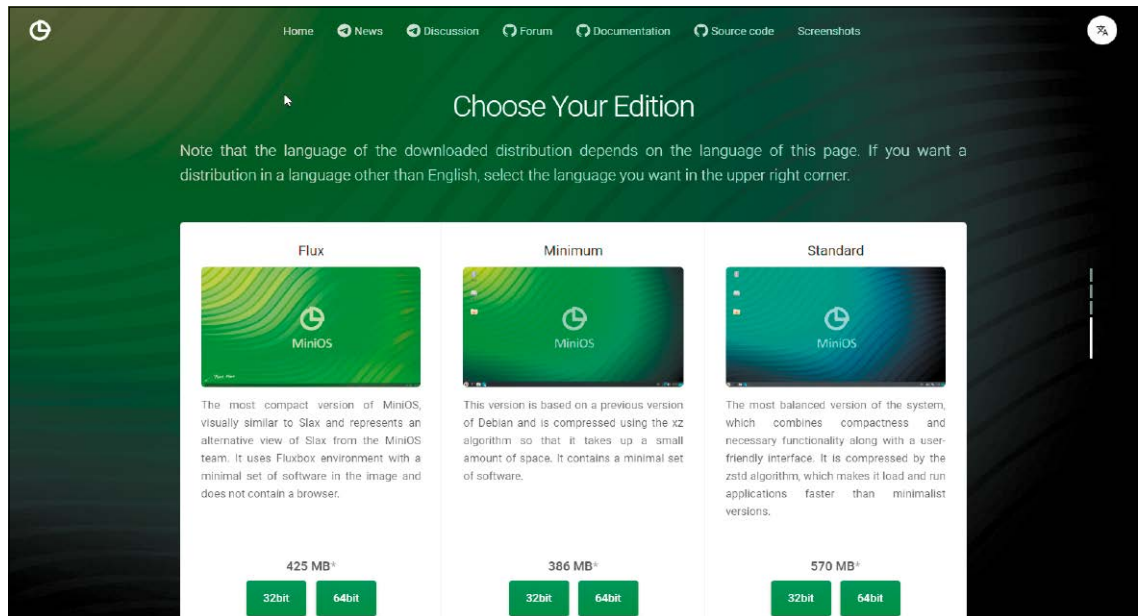 Home News Discussion Forum Documentation Source code Screenshots
Choose Your Edition
Note that the language of the downloaded distribution depends on the language of this page. If you want a
distribution in a language other than English, select the language you want in the upper right corner.
Flux
MiniOS
The most compact version of MiniOS,
visually similar to Slax and represents an
alternative view of Slax from the MiniOS
team. It uses Fluxbox environment with a
minimal set of software in the image and
does not contain a browser.
425 MB*
32bit 64bit
Minimum
MiniOS
This version is based on a previous version
of Debian and is compressed using the xz
algorithm so that it takes up a small
amount of space. It contains a minimal set
of software.
386 MB*
32bit 64bit
Standard
MiniOS
The most balanced version of the system,
which combines compactness and
necessary functionality along with a user-
friendly interface. It is compressed by the
zstd algorithm, which makes it load and run
applications faster than minimalist
versions.
570 MB*
32bit 64bit